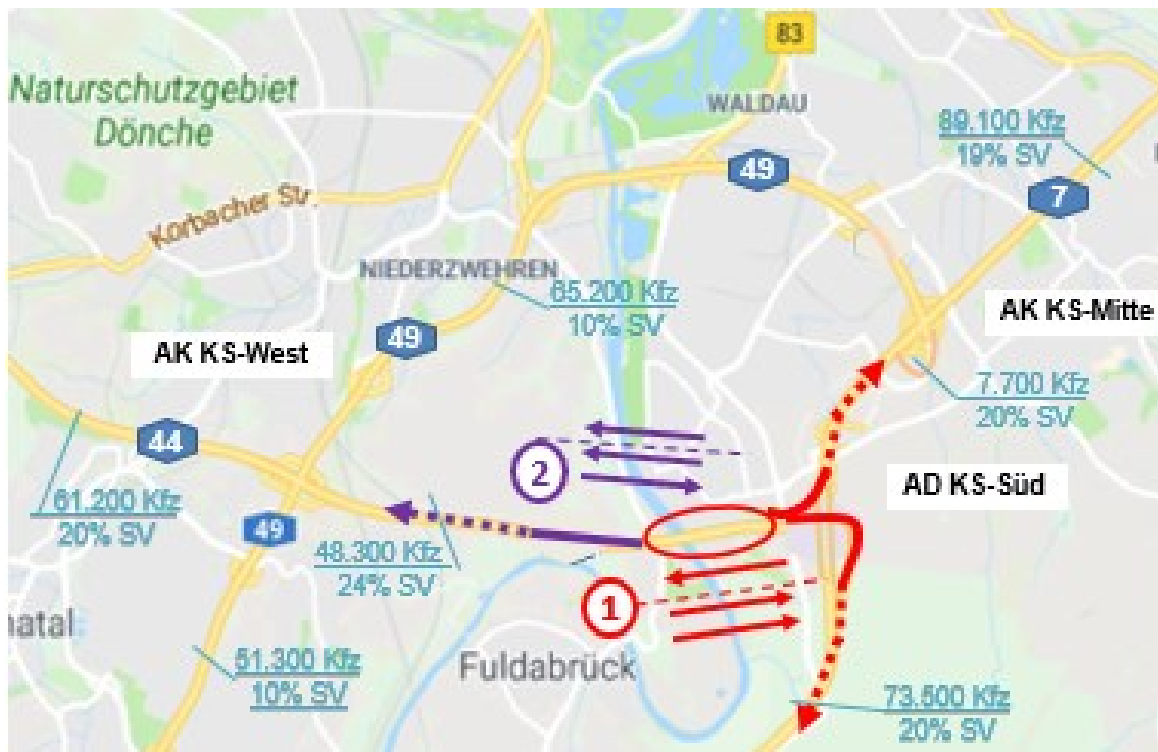 83
Naturschutzgebiet
Dönche
WALDAU
89.100 Kfz
19% SV
49
7
Korbacher Str.
NIEDERZWEHREN
65.200 Kfz
10% SV
AK KS-Mitte
49
AK KS-West
7.700 Kfz
20% SV
44
2
AD KS-Süd
61.200 Kfz
20% SV
49
48.300 Kfz
24% SV
1
natal
51.300 Kfz
10% SV
Fuldabrück
73.500 Kfz
20% SV